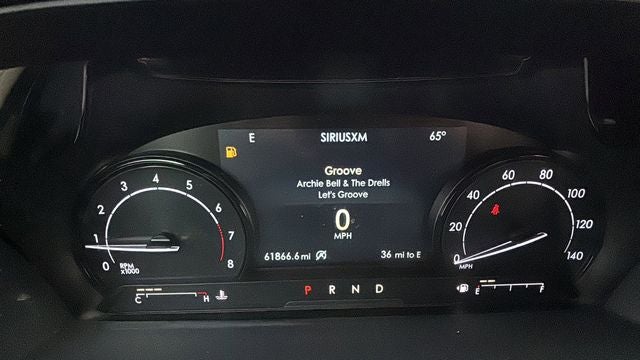 E SIRIUSXM 65°
Groove
Archie Bell & The Drells
Let's Groove
0
MPH
61866.6 mi 36 mi to E
0 1 2 3 4 5 6 7 8
RPM
X1000
0 20 40 60 80 100 120 140
MPH
C H
P R N D
E F